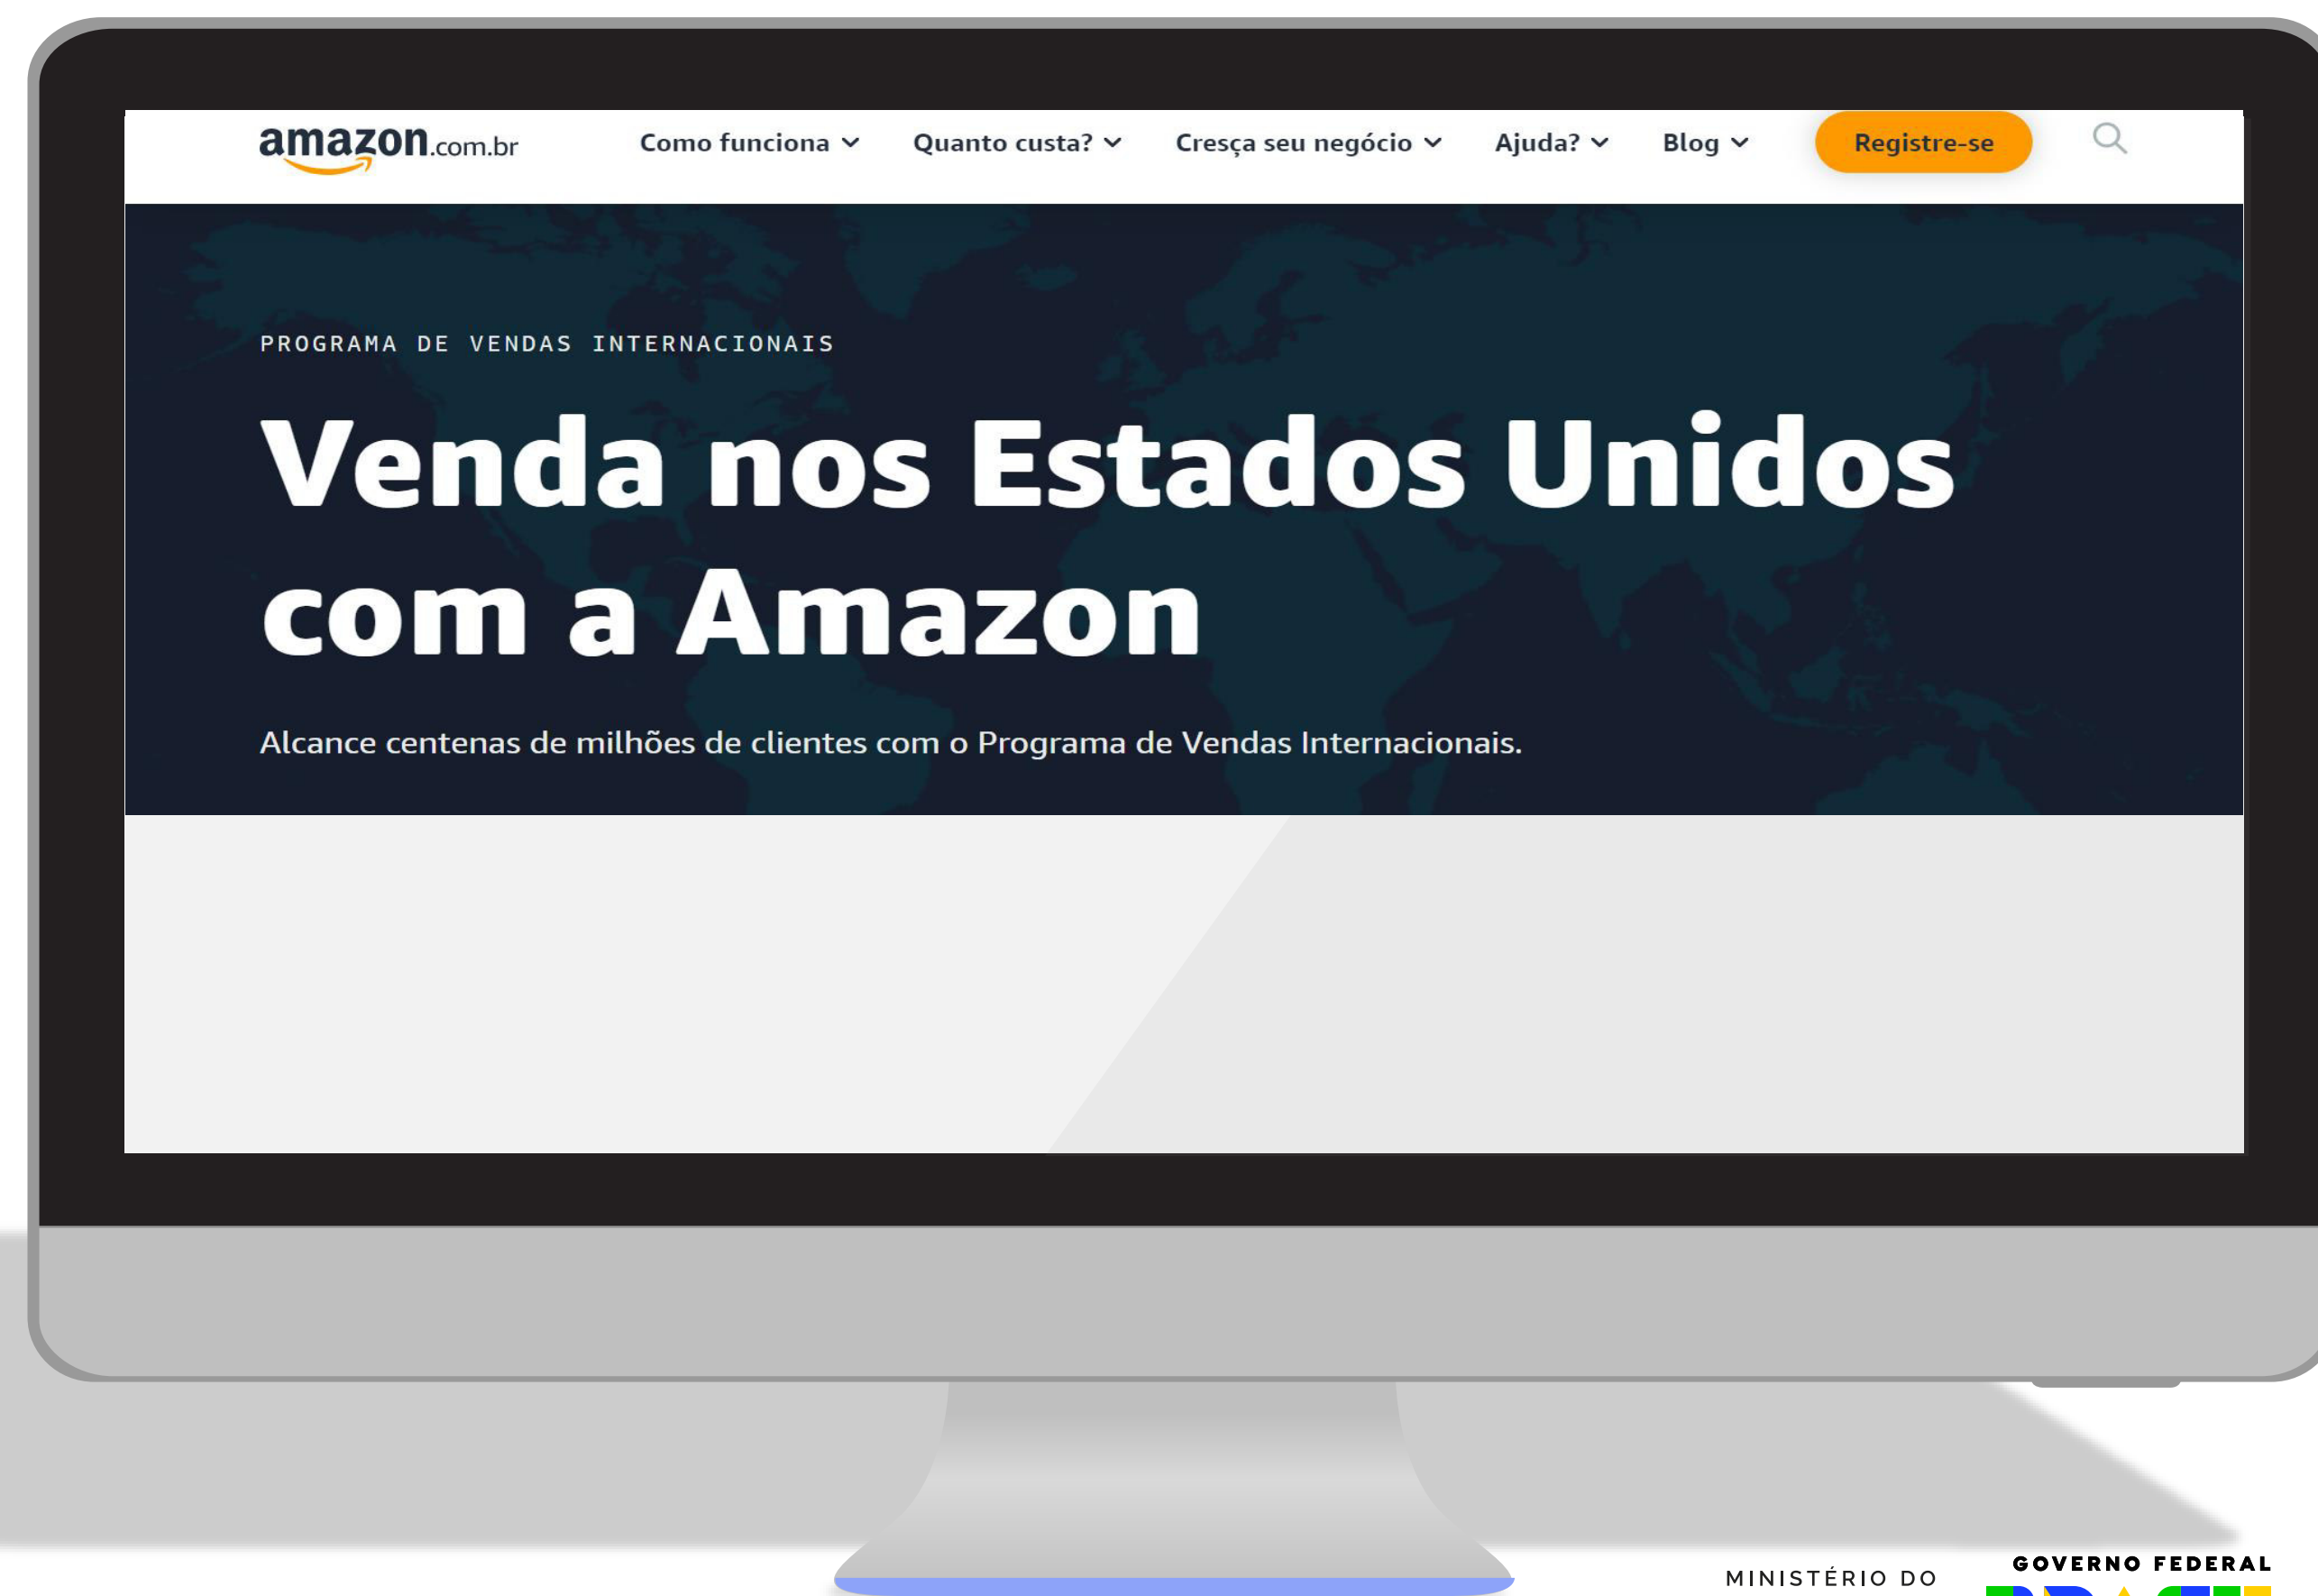 amazon.com.br Como funciona Quanto custa? Cresça seu negócio Ajuda? Blog Registre-se
PROGRAMA DE VENDAS INTERNACIONAIS
Venda nos Estados Unidos
com a Amazon
Alcance centenas de milhões de clientes com o Programa de Vendas Internacionais.
MINISTÉRIO DO
GOVERNO FEDERAL